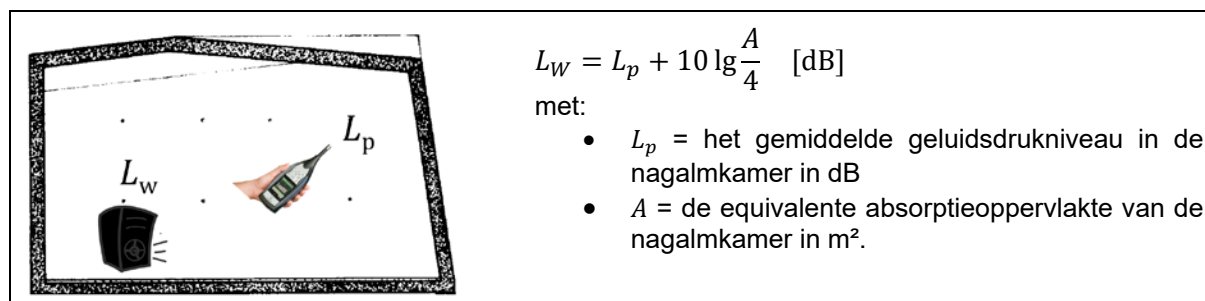 L_w
L_p
L_W = L_p + 10 lg A/4 [dB]
met:
• L_p = het gemiddelde geluidsdrukniveau in de
nagalmkamer in dB
• A = de equivalente absorptieoppervlakte van de
nagalmkamer in m².